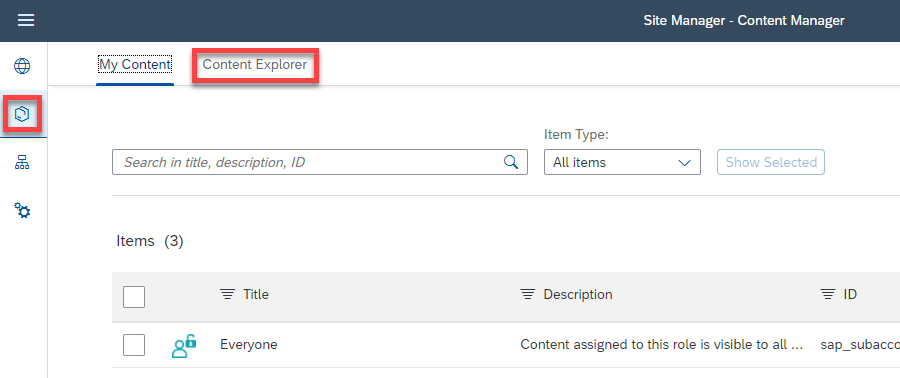 Site Manager - Content Manager
My Content Content Explorer
Item Type:
Search in title, description, ID All items Show Selected
Items (3)
Title Description ID
Everyone Content assigned to this role is visible to all ... sap_subacco